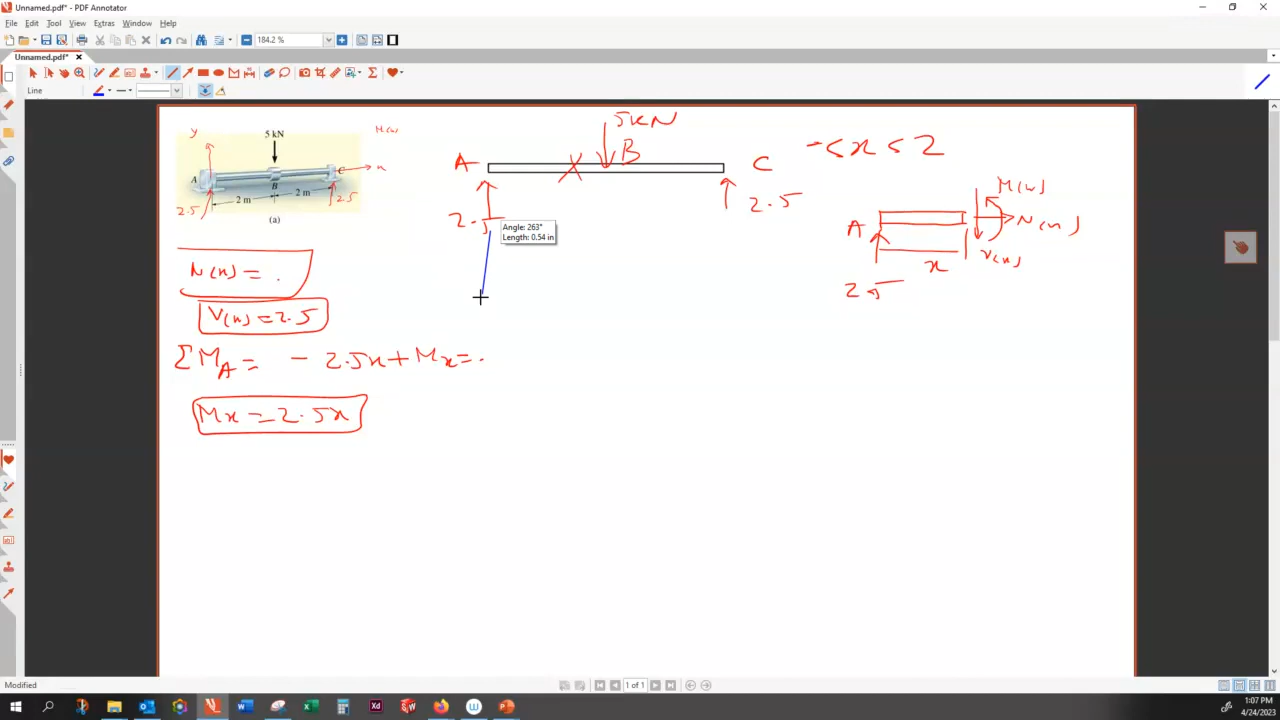 Unnamed.pdf* - PDF Annotator
File Edit Tool View Extras Window Help
184.2 %
Unnamed.pdf*
Line
y
5 kN
M(x)
A
B
C
x
2 m
2 m
2.5
2.5
(a)
5kN
A
B
C
2.5
2.5
Angle: 263°
Length: 0.54 in
< x < 2
M(x)
N(x)
V(x)
A
x
2.5
N(x) = .
V(x) = 2.5
ΣM_A = - 2.5x + Mx = .
Mx = 2.5x
Modified
1 of 1
1:07 PM
4/24/2023